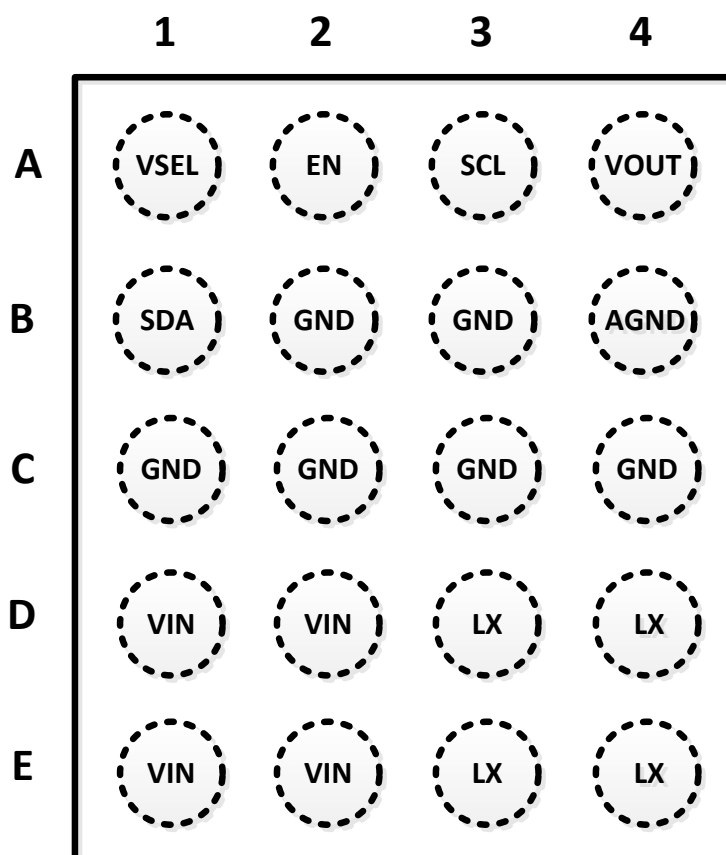 1 2 3 4
A VSEL EN SCL VOUT
B SDA GND GND AGND
C GND GND GND GND
D VIN VIN LX LX
E VIN VIN LX LX